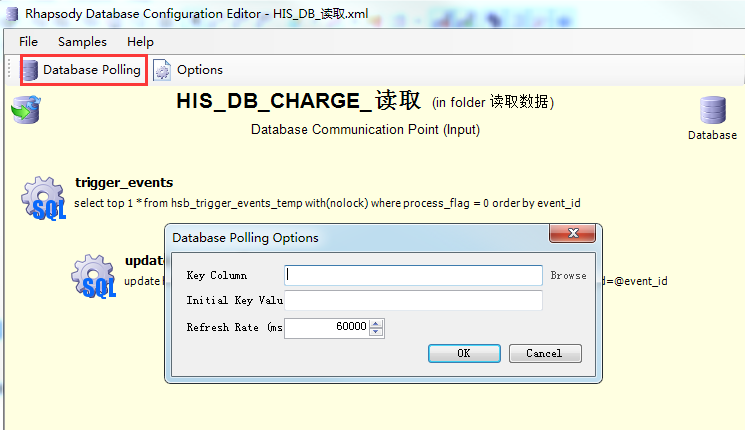 Rhapsody Database Configuration Editor - HIS_DB_读取.xml
File Samples Help
Database Polling Options
HIS_DB_CHARGE_读取 (in folder 读取数据)
Database Communication Point (Input)
Database
trigger_events
select top 1 * from hsb_trigger_events_temp with(nolock) where process_flag = 0 order by event_id
Database Polling Options
Key Column Browse
Initial Key Valu
Refresh Rate (ms 60000
OK Cancel
SQL
SQL
updat
update d=@event_id